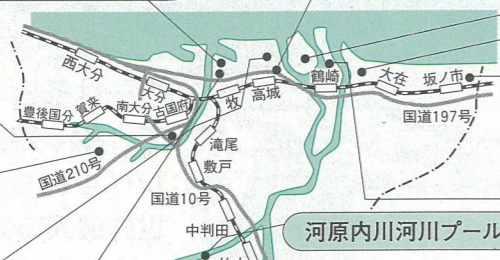 西大分
大分
豊後国分
賀来
南大分
古国府
牧
高城
鶴崎
大在
坂ノ市
国道197号
滝尾
敷戸
国道210号
国道10号
中判田
河原内川河川プール